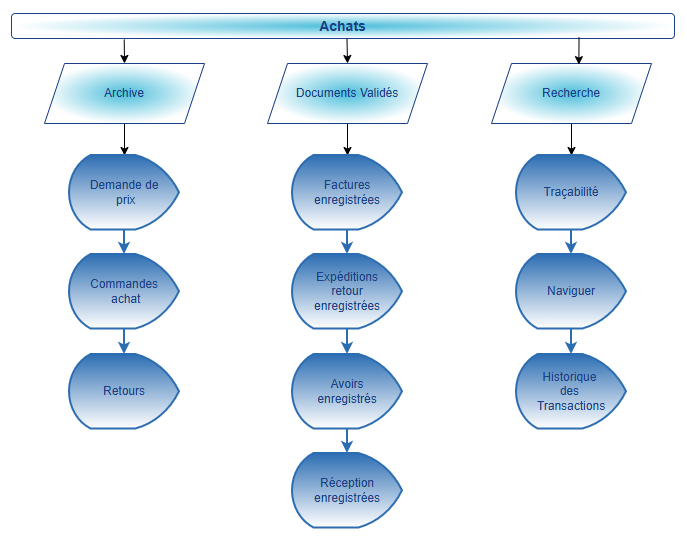 Achats
Archive
Documents Validés
Recherche
Demande de
prix
Factures
enregistrées
Traçabilité
Commandes
achat
Expéditions
retour
enregistrées
Naviguer
Retours
Avoirs
enregistrés
Historique
des
Transactions
Réception
enregistrées